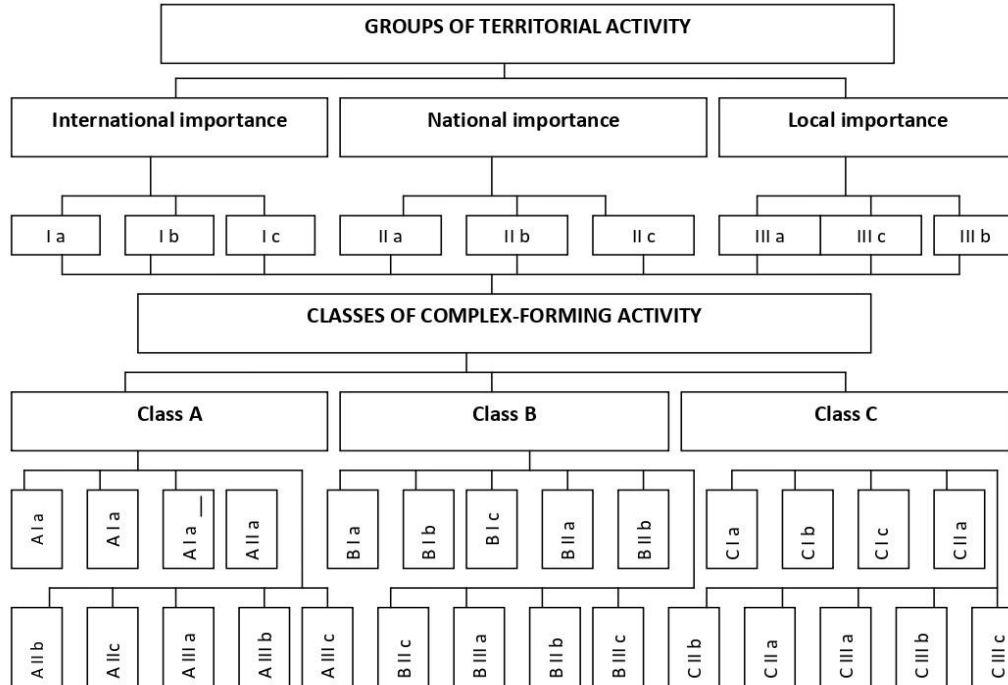 GROUPS OF TERRITORIAL ACTIVITY
International importance
National importance
Local importance
I a
I b
I c
II a
II b
II c
III a
III c
III b
CLASSES OF COMPLEX-FORMING ACTIVITY
Class A
Class B
Class C
A I a
A I a
A I a
A II a
B I a
B I b
B I c
B II a
B III b
C I a
C I b
C I c
C II a
A II b
A IIc
A III a
A III b
A III c
B II c
B III a
B II b
B III c
C II b
C II a
C III a
C III b
C III c